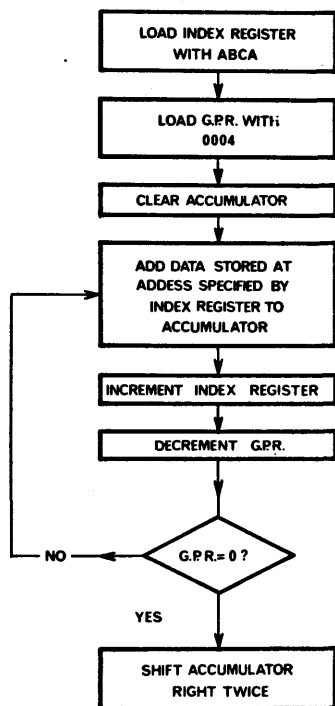 LOAD INDEX REGISTER
WITH ABCA
LOAD G.P.R. WITH
0004
CLEAR ACCUMULATOR
ADD DATA STORED AT
ADDESS SPECIFIED BY
INDEX REGISTER TO
ACCUMULATOR
INCREMENT INDEX REGISTER
DECREMENT G.P.R.
G.P.R.= 0 ?
NO
YES
SHIFT ACCUMULATOR
RIGHT TWICE